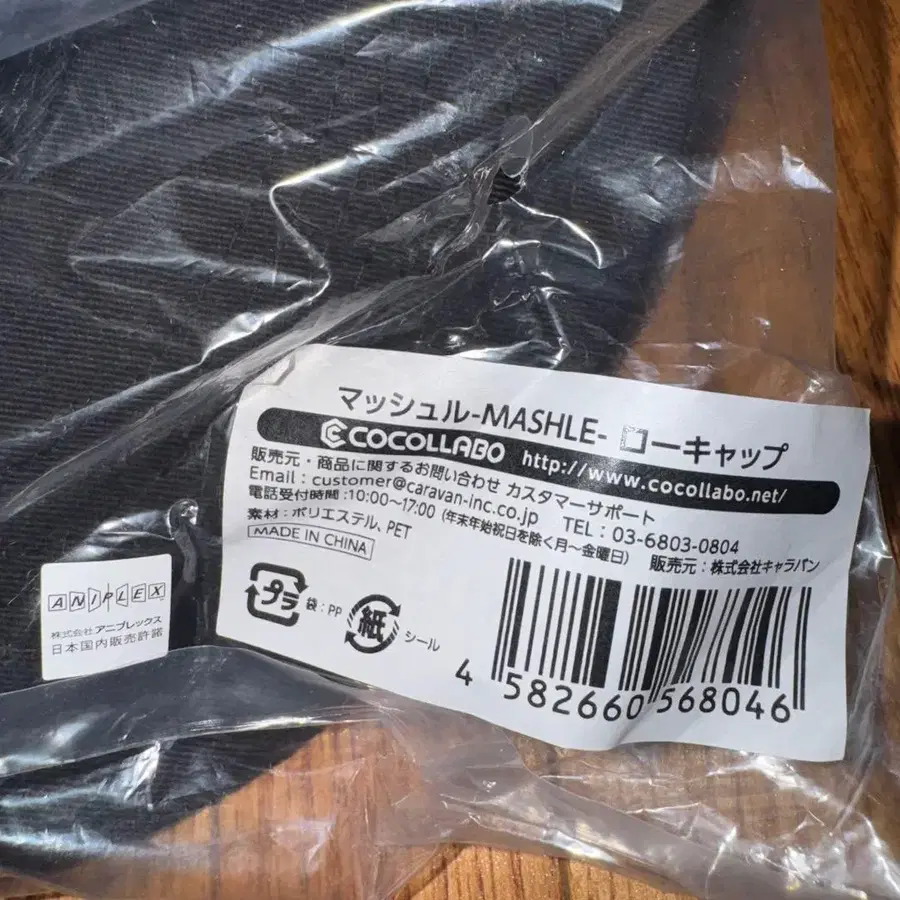 マッシュル-MASHLE- ローキャップ
COCOLLABO http://www.cocollabo.net/
販売元・商品に関するお問い合わせ カスタマーサポート
Email : customer@caravan-inc.co.jp TEL : 03-6803-0804
電話受付時間 : 10:00～17:00 (年末年始祝日を除く月～金曜日)
素材 : ポリエステル、PET 販売元 : 株式会社キャラバン
MADE IN CHINA
プラ 袋 : PP 紙 シール
4 582660 568046
ANIPLEX
株式会社 アニプレックス
日本国内販売許諾